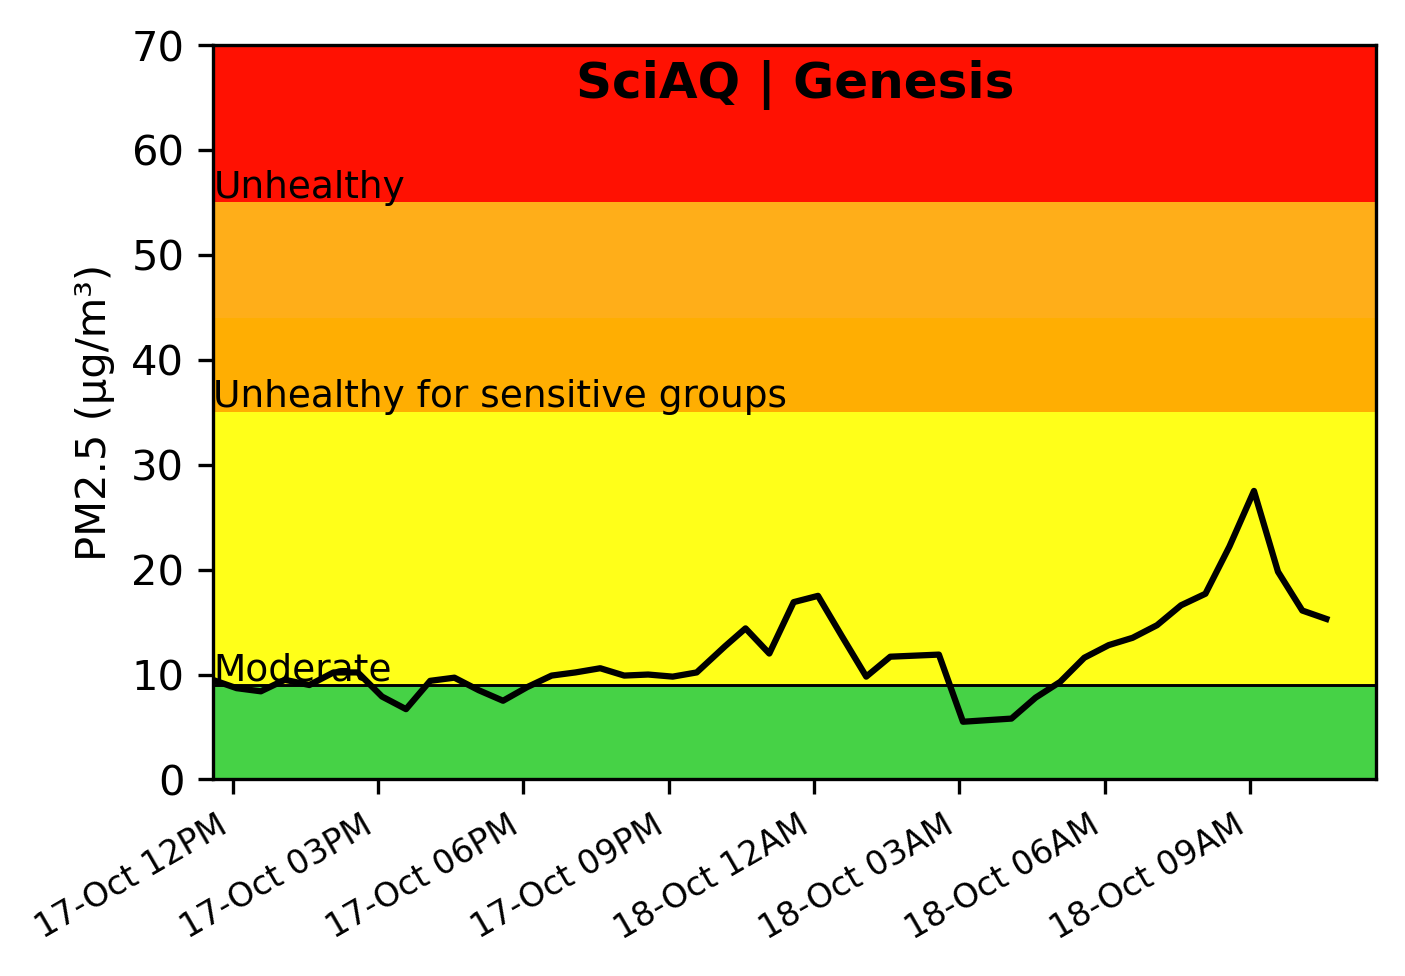 SciAQ | Genesis
PM2.5 (µg/m³)
70
60
50
40
30
20
10
0
Unhealthy
Unhealthy for sensitive groups
Moderate
17-Oct 12PM
17-Oct 03PM
17-Oct 06PM
17-Oct 09PM
18-Oct 12AM
18-Oct 03AM
18-Oct 06AM
18-Oct 09AM